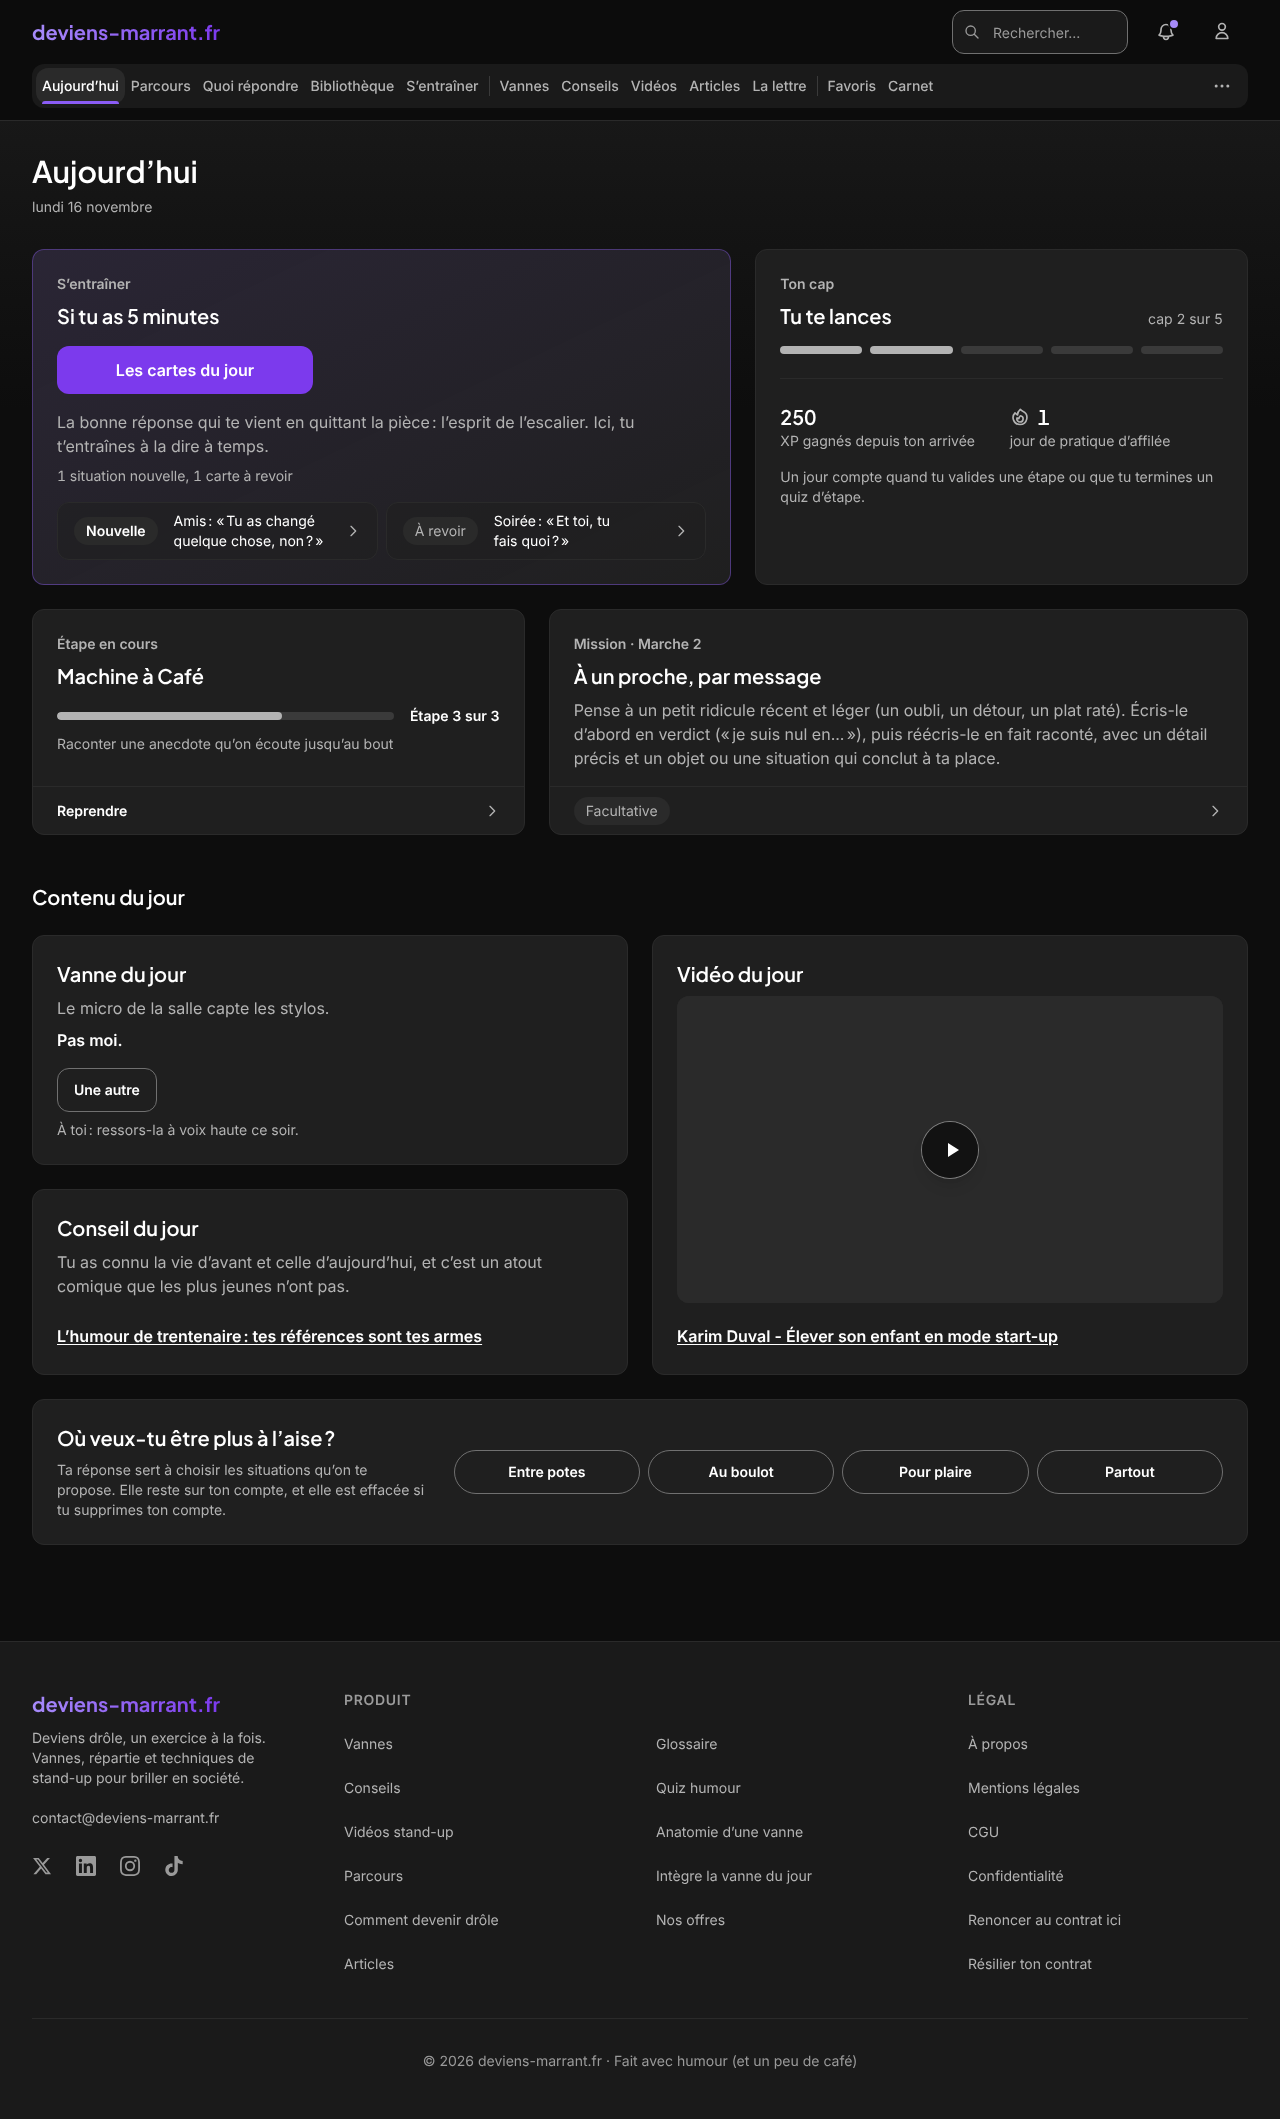 deviens-marrant.fr
Rechercher...
Aujourd’hui
Parcours
Quoi répondre
Bibliothèque
S’entraîner
Vannes
Conseils
Vidéos
Articles
La lettre
Favoris
Carnet
Aujourd’hui
lundi 16 novembre
S’entraîner
Si tu as 5 minutes
Les cartes du jour
La bonne réponse qui te vient en quittant la pièce : l’esprit de l’escalier. Ici, tu
t’entraînes à la dire à temps.
1 situation nouvelle, 1 carte à revoir
Nouvelle
Amis : « Tu as changé
quelque chose, non ? »
À revoir
Soirée : « Et toi, tu
fais quoi ? »
Ton cap
Tu te lances
cap 2 sur 5
250
XP gagnés depuis ton arrivée
1
jour de pratique d’affilée
Un jour compte quand tu valides une étape ou que tu termines un
quiz d’étape.
Étape en cours
Machine à Café
Étape 3 sur 3
Raconter une anecdote qu’on écoute jusqu’au bout
Reprendre
Mission · Marche 2
À un proche, par message
Pense à un petit ridicule récent et léger (un oubli, un détour, un plat raté). Écris-le
d’abord en verdict (« je suis nul en... »), puis réécris-le en fait raconté, avec un détail
précis et un objet ou une situation qui conclut à ta place.
Facultative
Contenu du jour
Vanne du jour
Le micro de la salle capte les stylos.
Pas moi.
Une autre
À toi : ressors-la à voix haute ce soir.
Conseil du jour
Tu as connu la vie d’avant et celle d’aujourd’hui, et c’est un atout
comique que les plus jeunes n’ont pas.
L’humour de trentenaire : tes références sont tes armes
Vidéo du jour
Karim Duval - Élever son enfant en mode start-up
Où veux-tu être plus à l’aise ?
Ta réponse sert à choisir les situations qu’on te
propose. Elle reste sur ton compte, et elle est effacée si
tu supprimes ton compte.
Entre potes
Au boulot
Pour plaire
Partout
deviens-marrant.fr
Deviens drôle, un exercice à la fois.
Vannes, répartie et techniques de
stand-up pour briller en société.
contact@deviens-marrant.fr
PRODUIT
Vannes
Conseils
Vidéos stand-up
Parcours
Comment devenir drôle
Articles
Glossaire
Quiz humour
Anatomie d’une vanne
Intègre la vanne du jour
Nos offres
LÉGAL
À propos
Mentions légales
CGU
Confidentialité
Renoncer au contrat ici
Résilier ton contrat
© 2026 deviens-marrant.fr · Fait avec humour (et un peu de café)